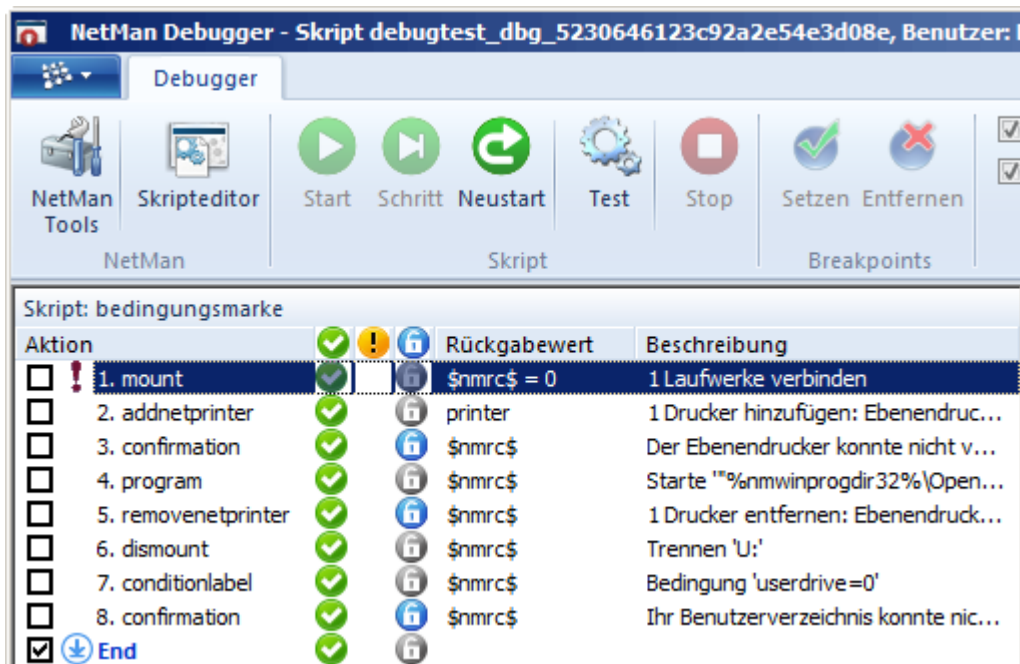 NetMan Debugger - Skript debugtest_dbg_5230646123c92a2e54e3d08e, Benutzer:
Debugger
NetMan Tools
Skripteditor
Start
Schritt
Neustart
Test
Stop
Setzen
Entfernen
NetMan
Skript
Breakpoints
Skript: bedingungsmarke
Aktion Rückgabewert Beschreibung
1. mount $nmrc$ = 0 1 Laufwerke verbinden
2. addnetprinter printer 1 Drucker hinzufügen: Ebenendruc...
3. confirmation $nmrc$ Der Ebenendrucker konnte nicht v...
4. program $nmrc$ Starte '"%nmwinprogdir32%\Open...
5. removenetprinter $nmrc$ 1 Drucker entfernen: Ebenendruck...
6. dismount $nmrc$ Trennen 'U:'
7. conditionlabel $nmrc$ Bedingung 'userdrive=0'
8. confirmation $nmrc$ Ihr Benutzerverzeichnis konnte nic...
End